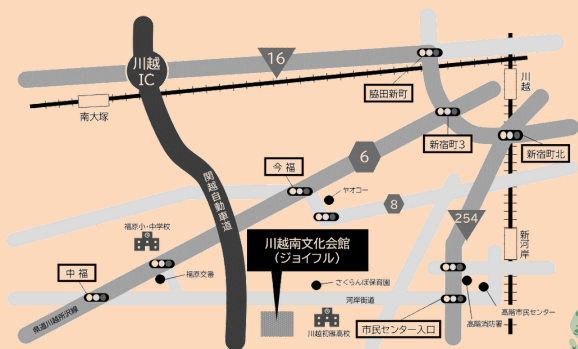 川越
IC
16
脇田新町
川越
南大塚
新宿町3
新宿町北
6
今福
ヤオコー
8
関越自動車道
254
福原小・中学校
川越南文化会館
(ジョイフル)
新河岸
中福
福原交番
さくらんぼ保育園
河岸街道
高階市民センター
県道川越所沢線
川越初雁高校
市民センター入口
高階消防署